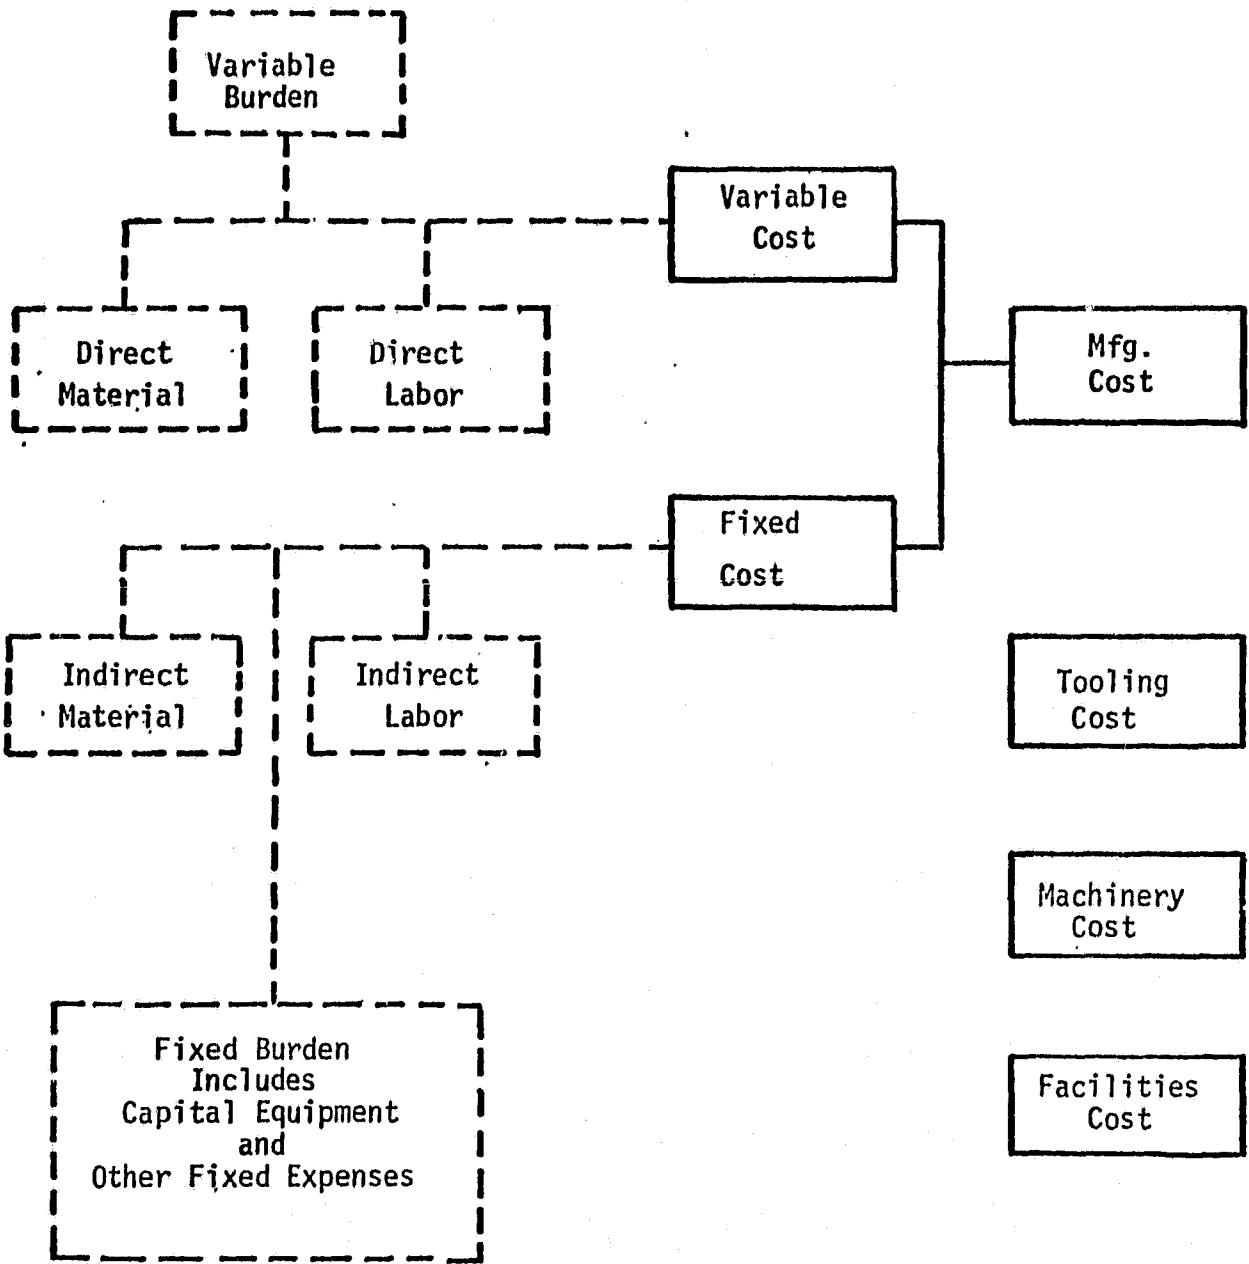 Variable
Burden
Variable
Cost
Direct
Material
Direct
Labor
Mfg.
Cost
Fixed
Cost
Indirect
Material
Indirect
Labor
Tooling
Cost
Machinery
Cost
Fixed Burden
Includes
Capital Equipment
and
Other Fixed Expenses
Facilities
Cost